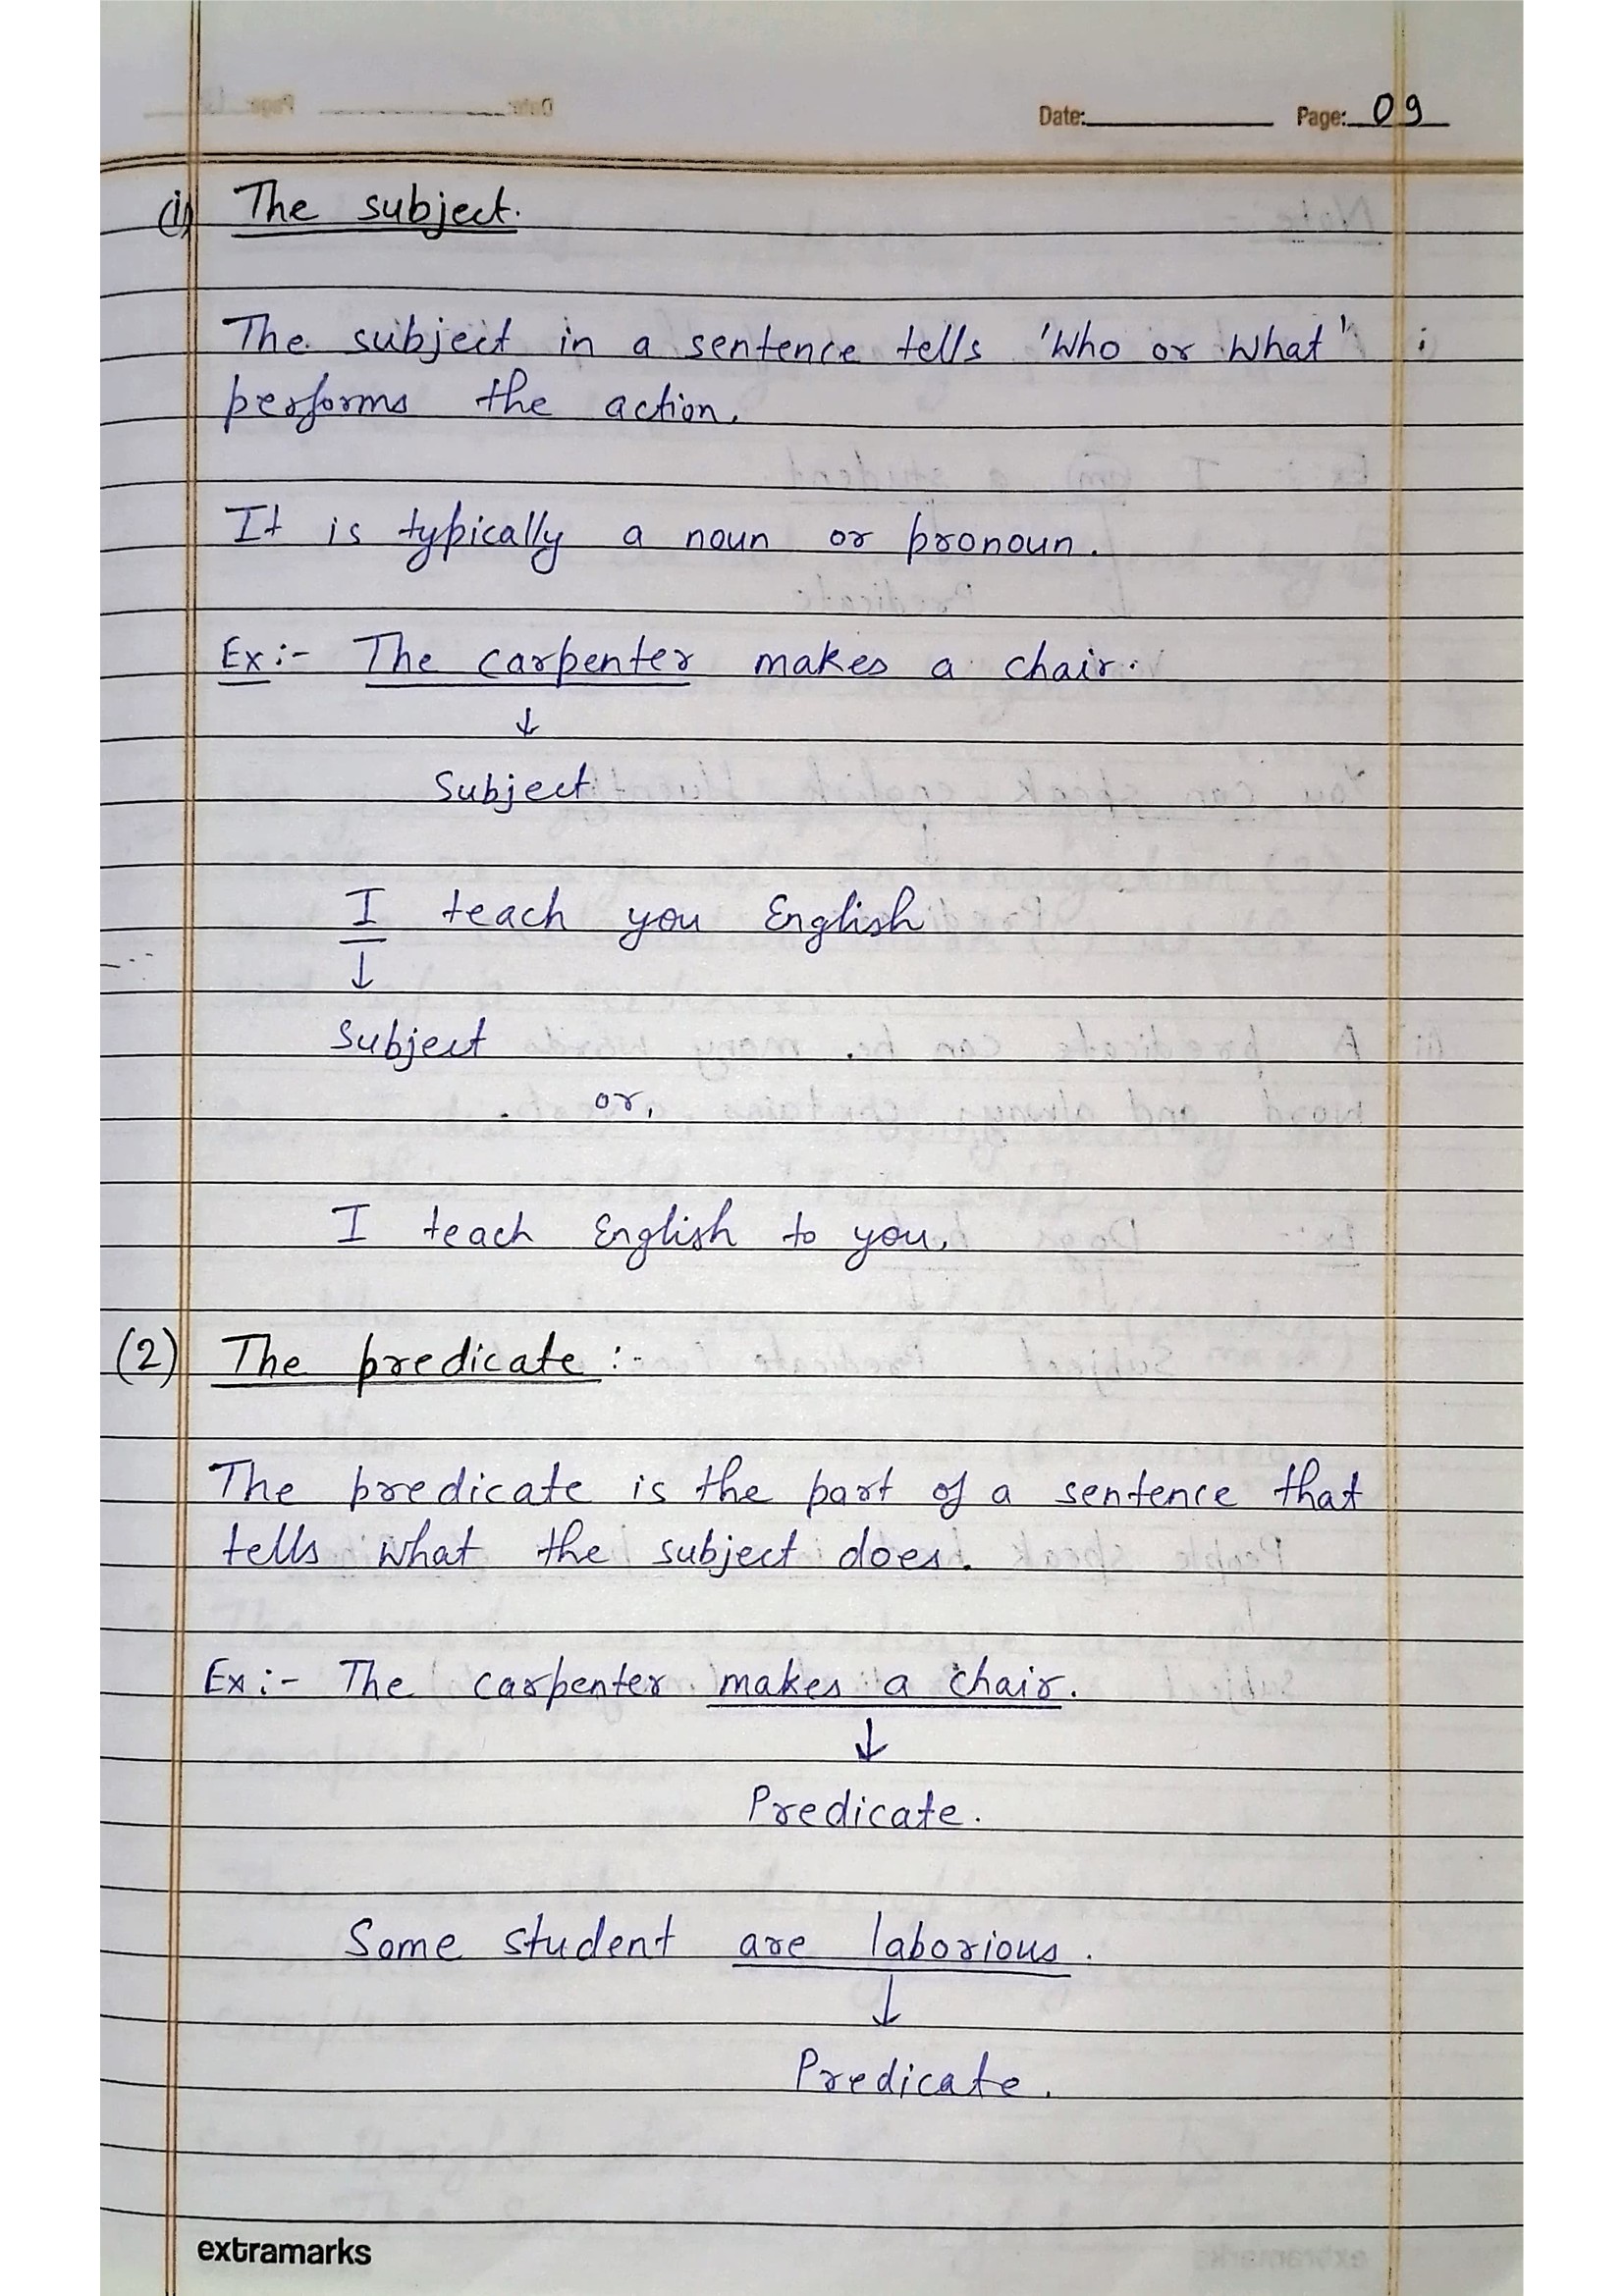 Date: Page: 09
(1) The subject.
The subject in a sentence tells 'Who or What'
performs the action.
It is typically a noun or pronoun.
Ex:- The carpenter makes a chair.
↓
Subject
I teach you English
↓
Subject
or,
I teach English to you.
(2) The predicate :-
The predicate is the part of a sentence that
tells what the subject does.
Ex:- The carpenter makes a chair.
↓
Predicate.
Some student are laborious.
↓
Predicate.
extramarks